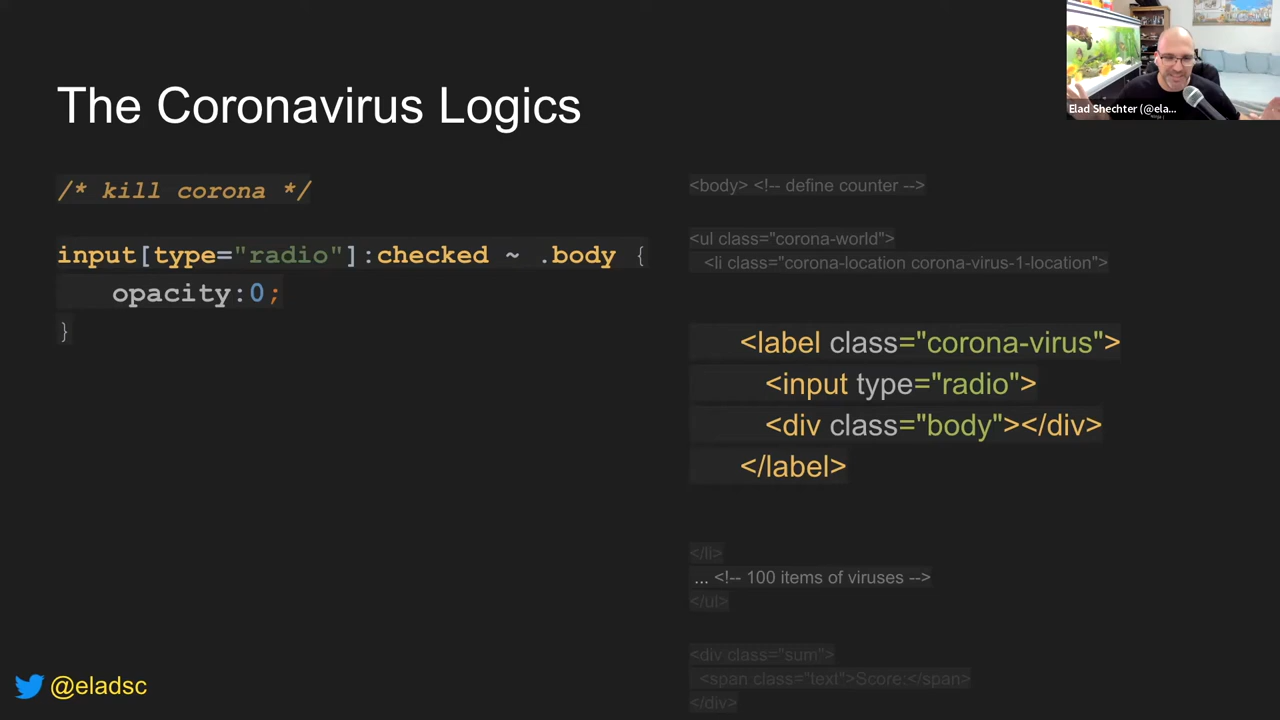 The Coronavirus Logics
Elad Shechter (@ela...
/* kill corona */
input[type="radio"]:checked ~ .body {
opacity:0;
}
<body> <!-- define counter -->
<ul class="corona-world">
<li class="corona-location corona-virus-1-location">
<label class="corona-virus">
<input type="radio">
<div class="body"></div>
</label>
</li>
... <!-- 100 items of viruses -->
</ul>
<div class="sum">
<span class="text">Score:</span>
</div>
@eladsc